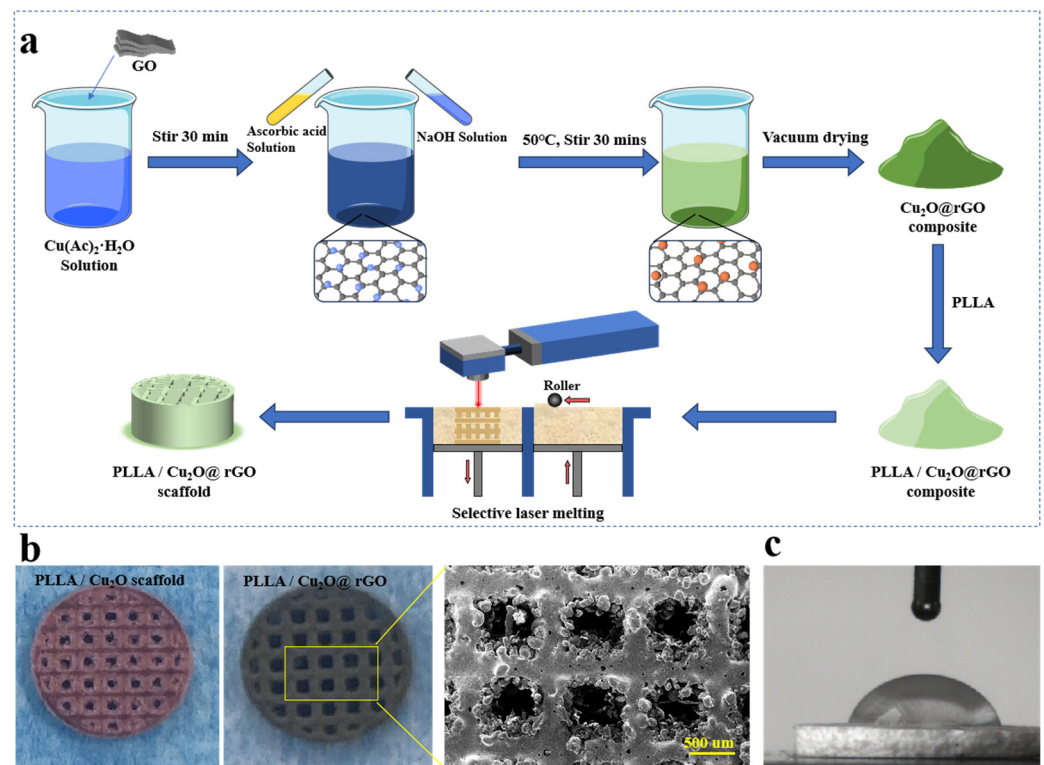 a
GO
Stir 30 min
Ascorbic acid
Solution
NaOH Solution
50°C, Stir 30 mins
Vacuum drying
Cu(Ac)₂·H₂O
Solution
Cu₂O@rGO
composite
PLLA
Roller
PLLA / Cu₂O@ rGO
scaffold
Selective laser melting
PLLA / Cu₂O@rGO
composite
b
PLLA / Cu₂O scaffold
PLLA / Cu₂O@ rGO
500 um
c